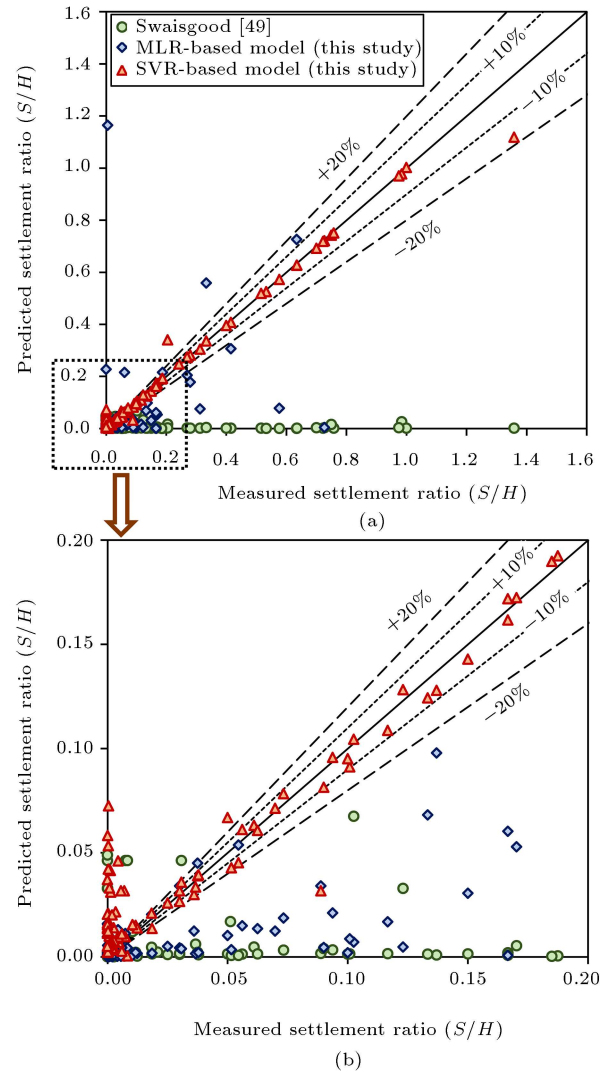 1.6
1.4
1.2
1.0
0.8
0.6
0.4
0.2
0.0
Predicted settlement ratio (S/H)
Swaisgood [49]
MLR-based model (this study)
SVR-based model (this study)
+10%
−10%
+20%
−20%
0.0 0.2 0.4 0.6 0.8 1.0 1.2 1.4 1.6
Measured settlement ratio (S/H)
(a)
0.20
0.15
0.10
0.05
0.00
Predicted settlement ratio (S/H)
+10%
+20%
−10%
−20%
0.00 0.05 0.10 0.15 0.20
Measured settlement ratio (S/H)
(b)